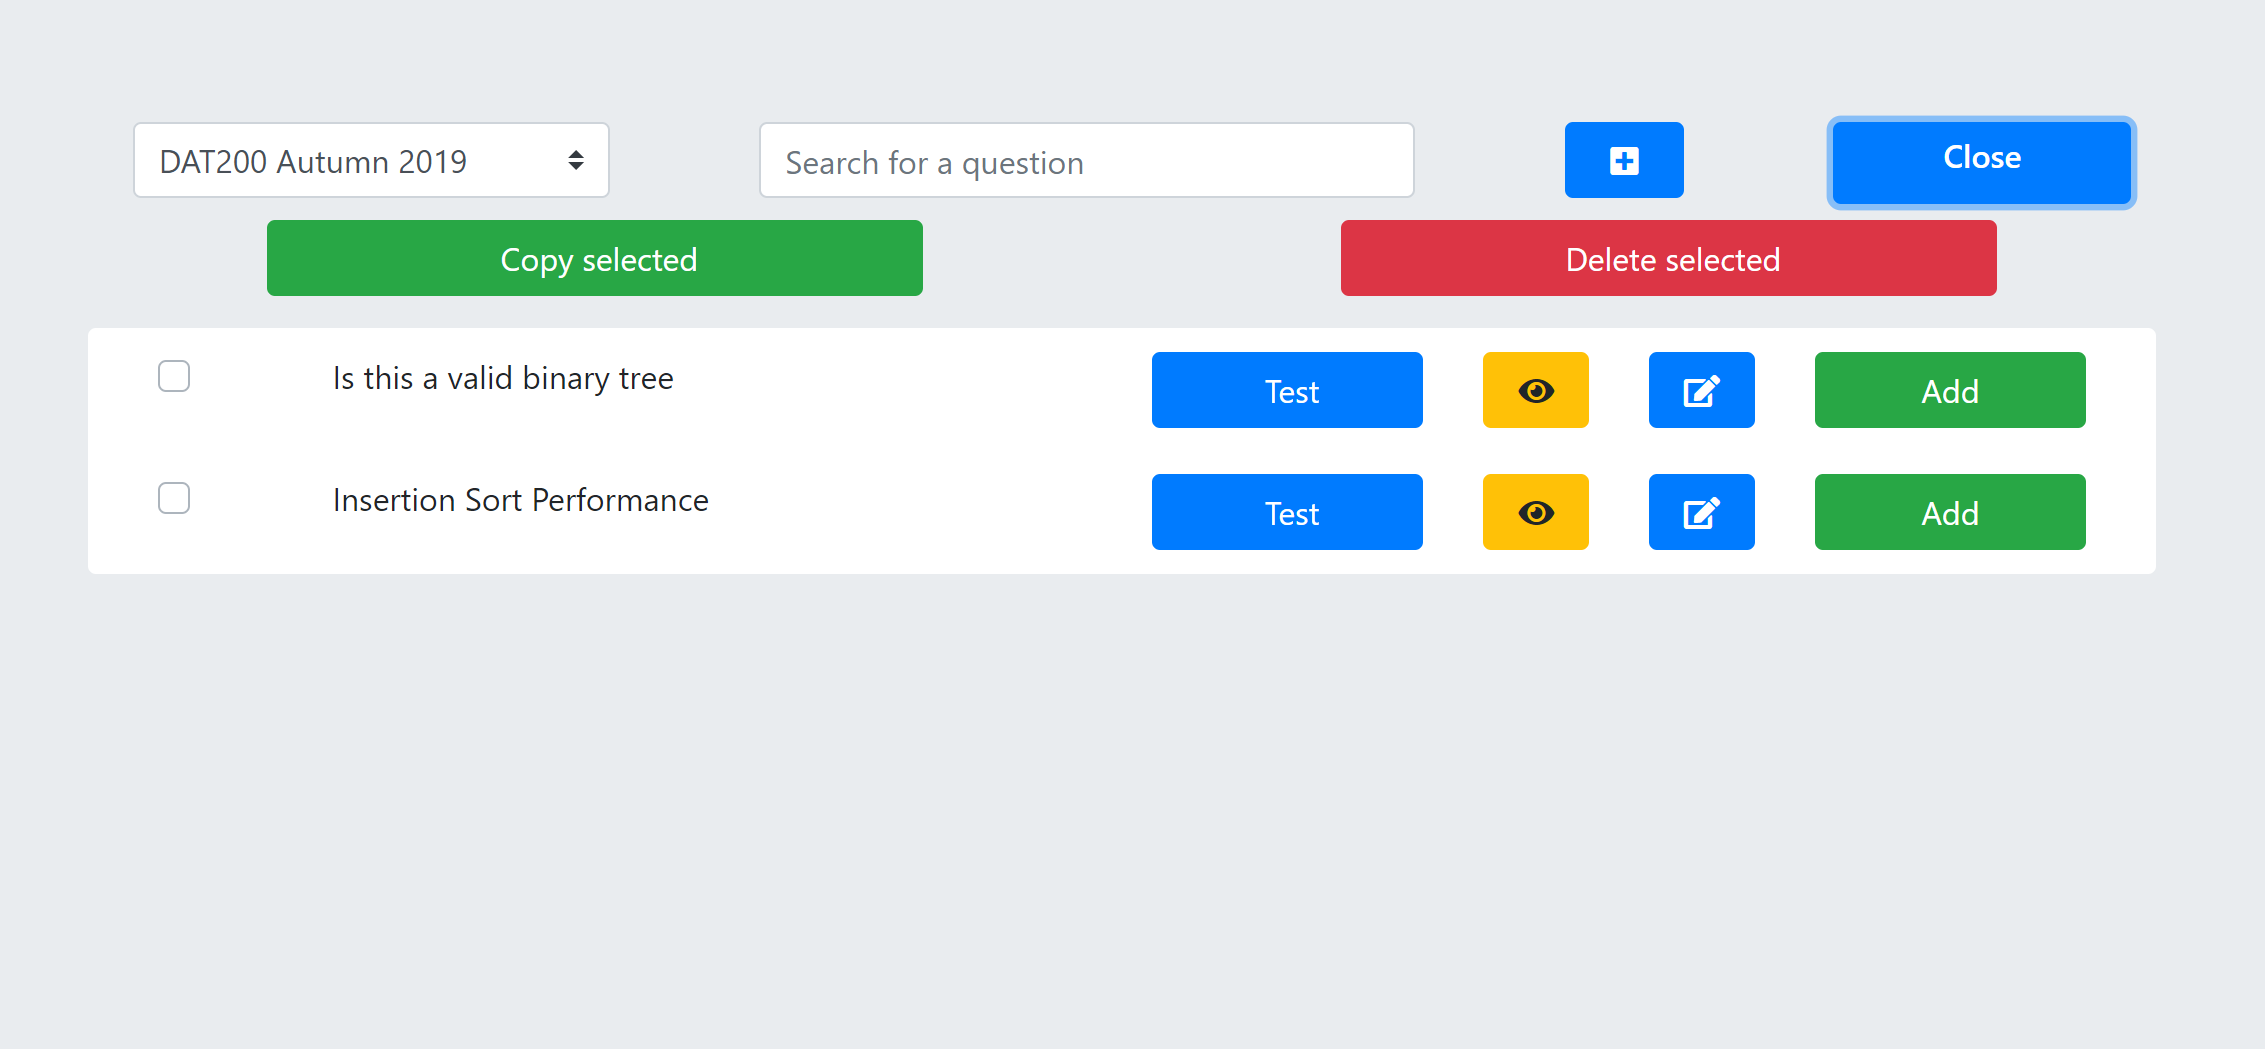 DAT200 Autumn 2019
Search for a question
Close
Copy selected
Delete selected
Is this a valid binary tree
Test
Add
Insertion Sort Performance
Test
Add